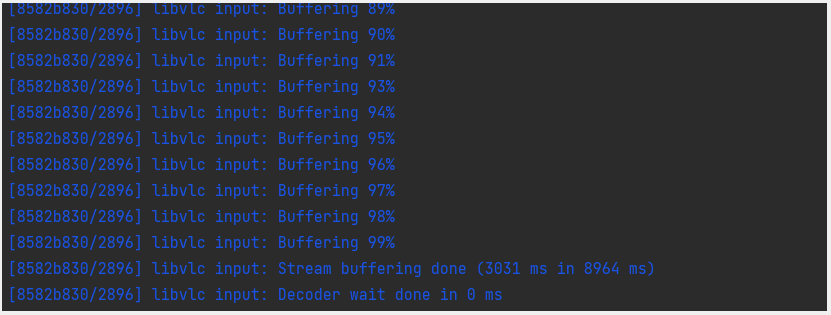 [8582b830/2896] libvlc input: Buffering 89%
[8582b830/2896] libvlc input: Buffering 90%
[8582b830/2896] libvlc input: Buffering 91%
[8582b830/2896] libvlc input: Buffering 93%
[8582b830/2896] libvlc input: Buffering 94%
[8582b830/2896] libvlc input: Buffering 95%
[8582b830/2896] libvlc input: Buffering 96%
[8582b830/2896] libvlc input: Buffering 97%
[8582b830/2896] libvlc input: Buffering 98%
[8582b830/2896] libvlc input: Buffering 99%
[8582b830/2896] libvlc input: Stream buffering done (3031 ms in 8964 ms)
[8582b830/2896] libvlc input: Decoder wait done in 0 ms